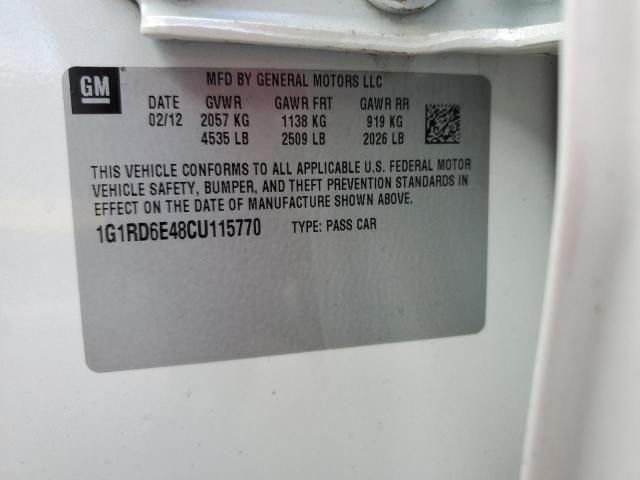 GM
MFD BY GENERAL MOTORS LLC
DATE GVWR GAWR FRT GAWR RR
02/12 2057 KG 1138 KG 919 KG
4535 LB 2509 LB 2026 LB
THIS VEHICLE CONFORMS TO ALL APPLICABLE U.S. FEDERAL MOTOR
VEHICLE SAFETY, BUMPER, AND THEFT PREVENTION STANDARDS IN
EFFECT ON THE DATE OF MANUFACTURE SHOWN ABOVE.
1G1RD6E48CU115770 TYPE: PASS CAR